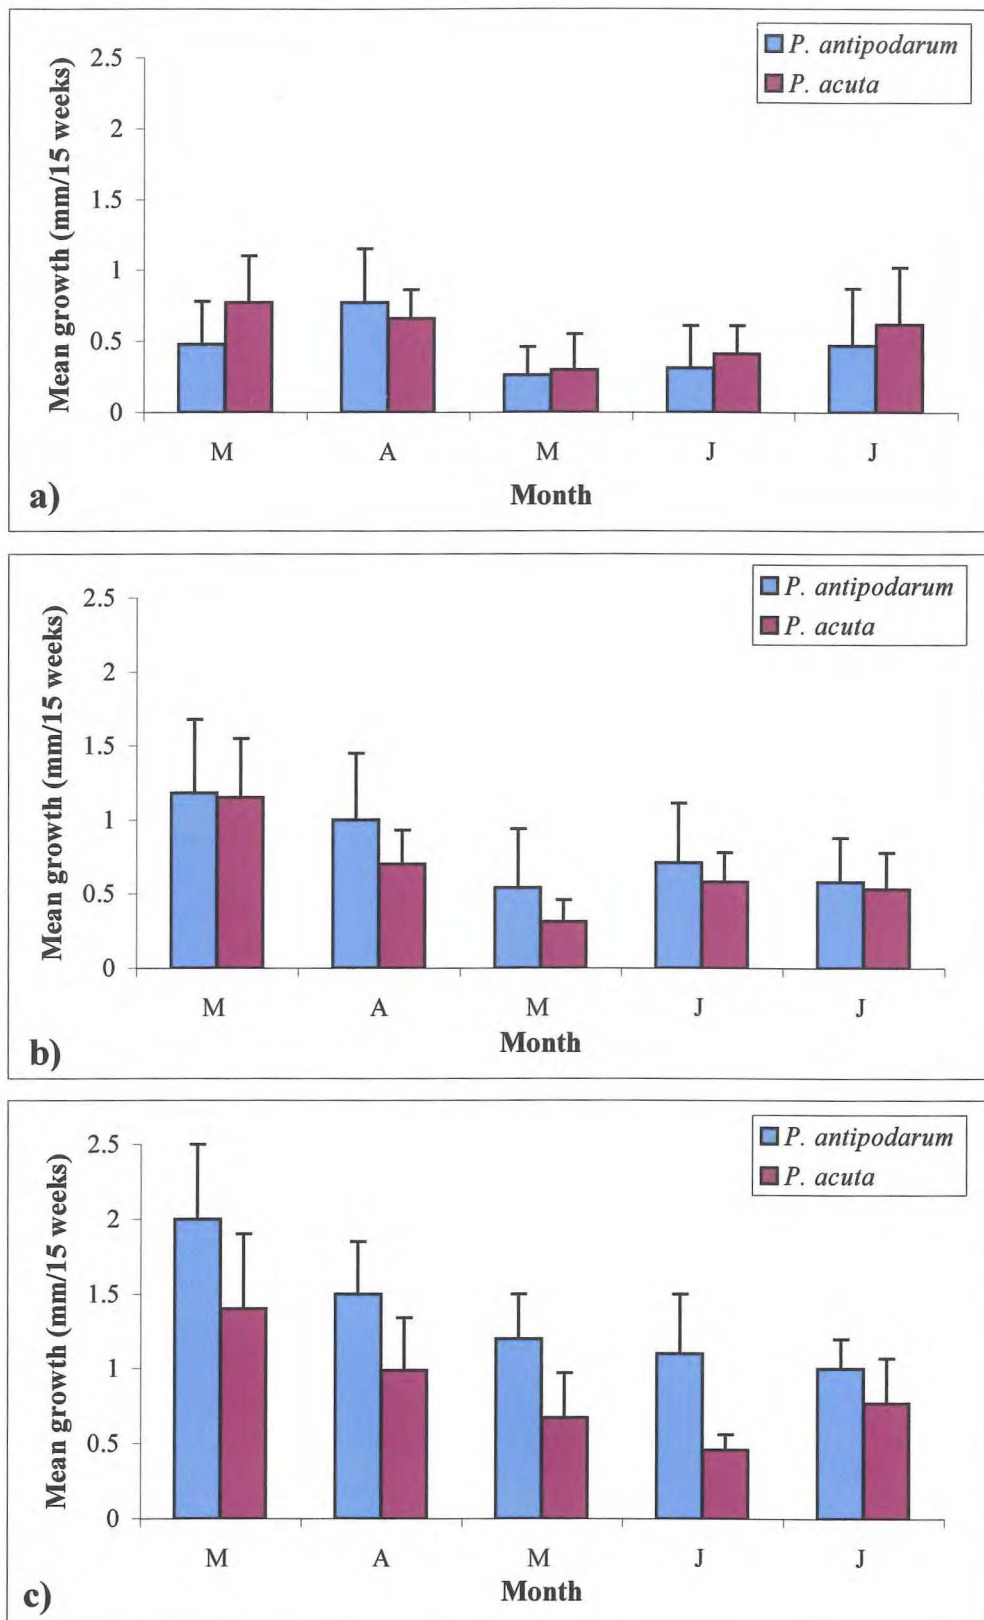 P. antipodarum
P. acuta
Mean growth (mm/15 weeks)
2.5
2
1.5
1
0.5
0
M A M J J
Month
a)
P. antipodarum
P. acuta
Mean growth (mm/15 weeks)
2.5
2
1.5
1
0.5
0
M A M J J
Month
b)
P. antipodarum
P. acuta
Mean growth (mm/15 weeks)
2.5
2
1.5
1
0.5
0
M A M J J
Month
c)